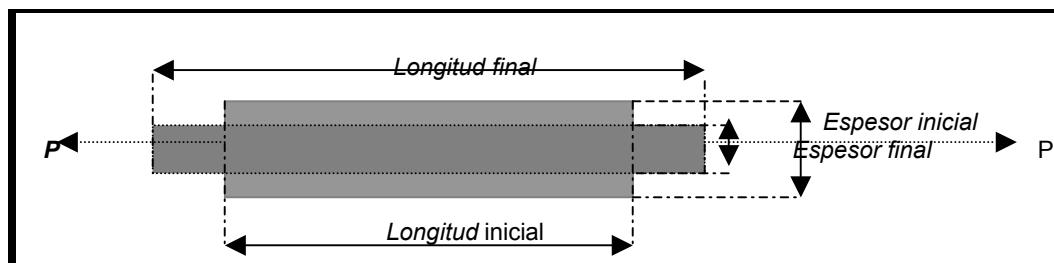 Longitud final
Espesor inicial
P
Espesor final
P
Longitud inicial